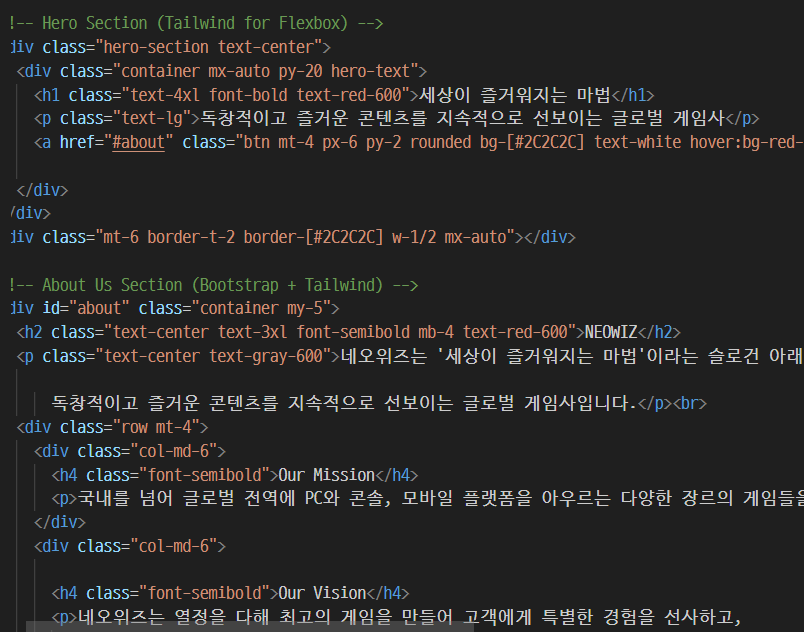 !-- Hero Section (Tailwind for Flexbox) -->
div class="hero-section text-center">
<div class="container mx-auto py-20 hero-text">
<h1 class="text-4xl font-bold text-red-600">세상이 즐거워지는 마법</h1>
<p class="text-lg">독창적이고 즐거운 콘텐츠를 지속적으로 선보이는 글로벌 게임사</p>
<a href="#about" class="btn mt-4 px-6 py-2 rounded bg-[#2C2C2C] text-white hover:bg-red-
</div>
/div>
div class="mt-6 border-t-2 border-[#2C2C2C] w-1/2 mx-auto"></div>
!-- About Us Section (Bootstrap + Tailwind) -->
div id="about" class="container my-5">
<h2 class="text-center text-3xl font-semibold mb-4 text-red-600">NEOWIZ</h2>
<p class="text-center text-gray-600">네오위즈는 '세상이 즐거워지는 마법'이라는 슬로건 아래
독창적이고 즐거운 콘텐츠를 지속적으로 선보이는 글로벌 게임사입니다.</p><br>
<div class="row mt-4">
<div class="col-md-6">
<h4 class="font-semibold">Our Mission</h4>
<p>국내를 넘어 글로벌 전역에 PC와 콘솔, 모바일 플랫폼을 아우르는 다양한 장르의 게임들을
</div>
<div class="col-md-6">
<h4 class="font-semibold">Our Vision</h4>
<p>네오위즈는 열정을 다해 최고의 게임을 만들어 고객에게 특별한 경험을 선사하고,